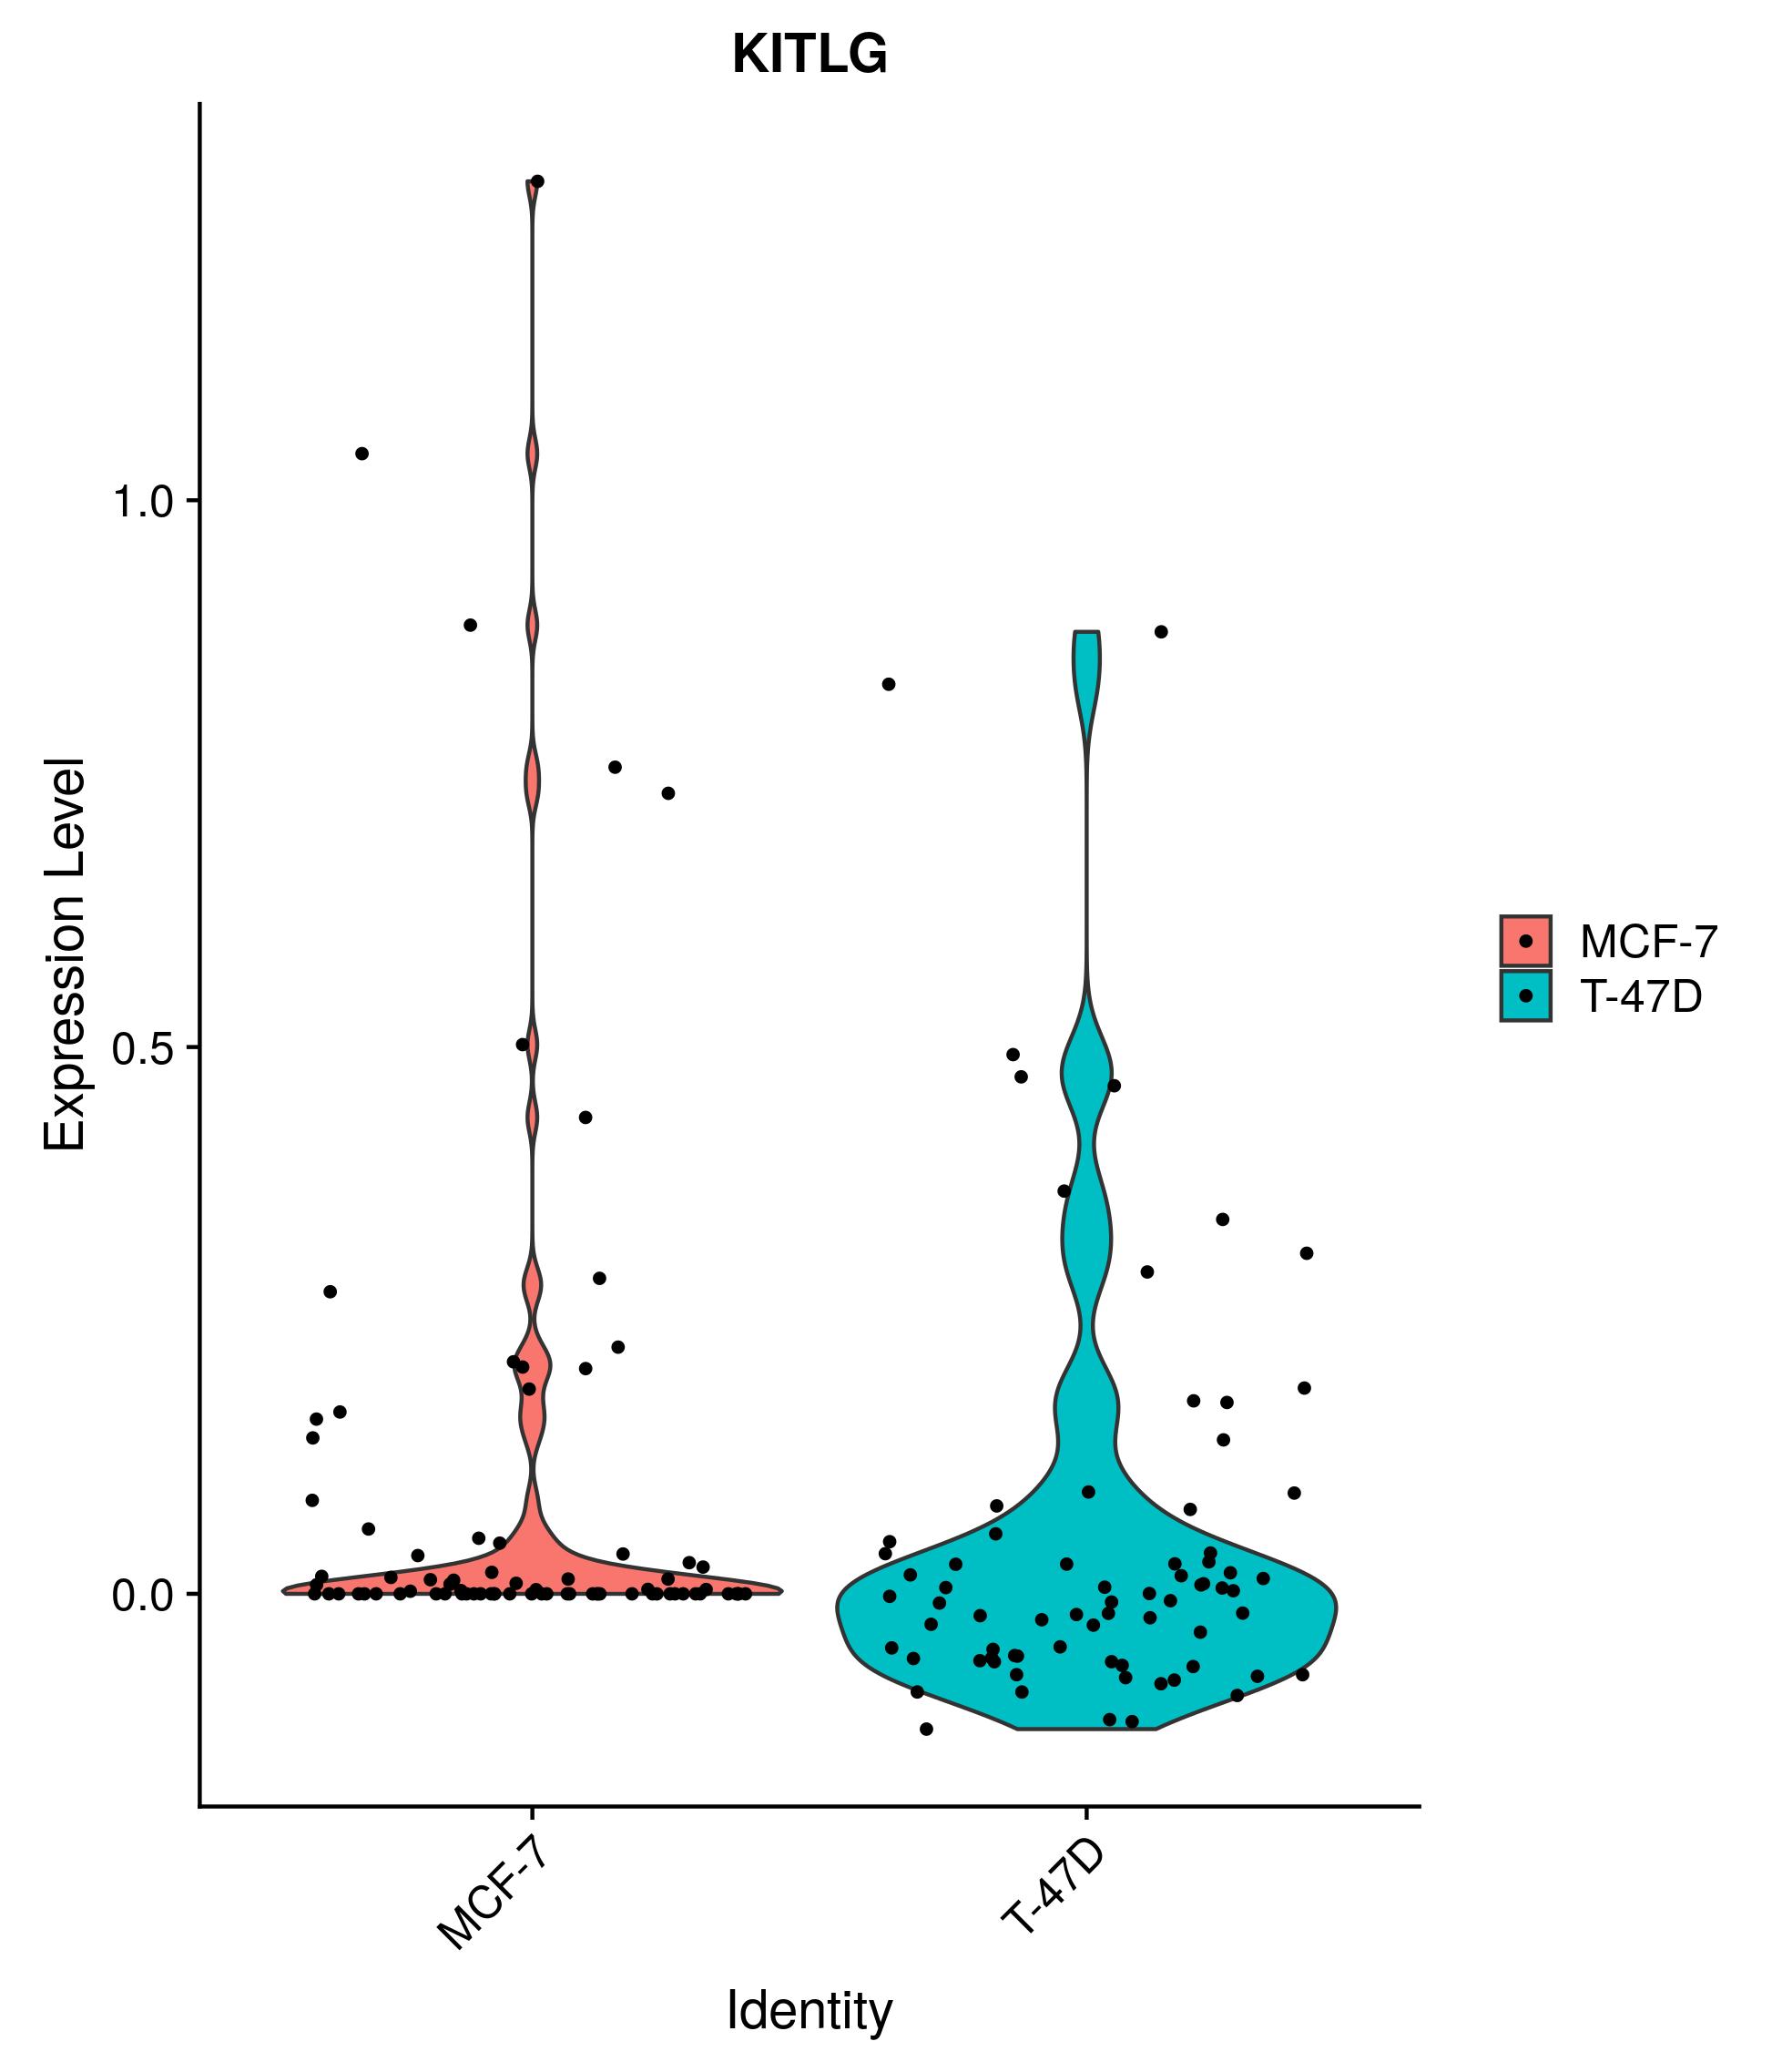 KITLG
Expression Level
1.0
0.5
0.0
MCF-7
T-47D
Identity
MCF-7
T-47D